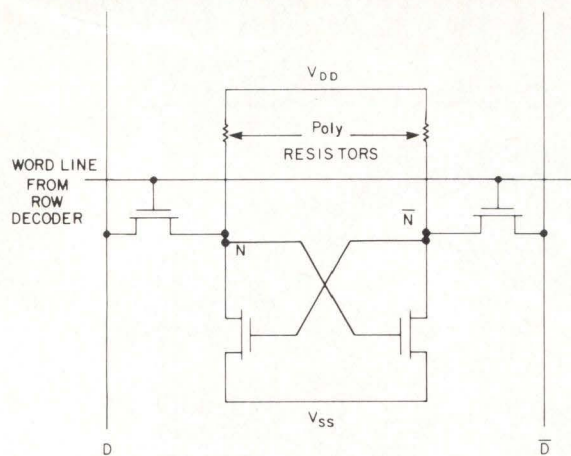 V_DD
Poly
RESISTORS
WORD LINE
FROM
ROW
DECODER
N
N̅
V_SS
D
D̅